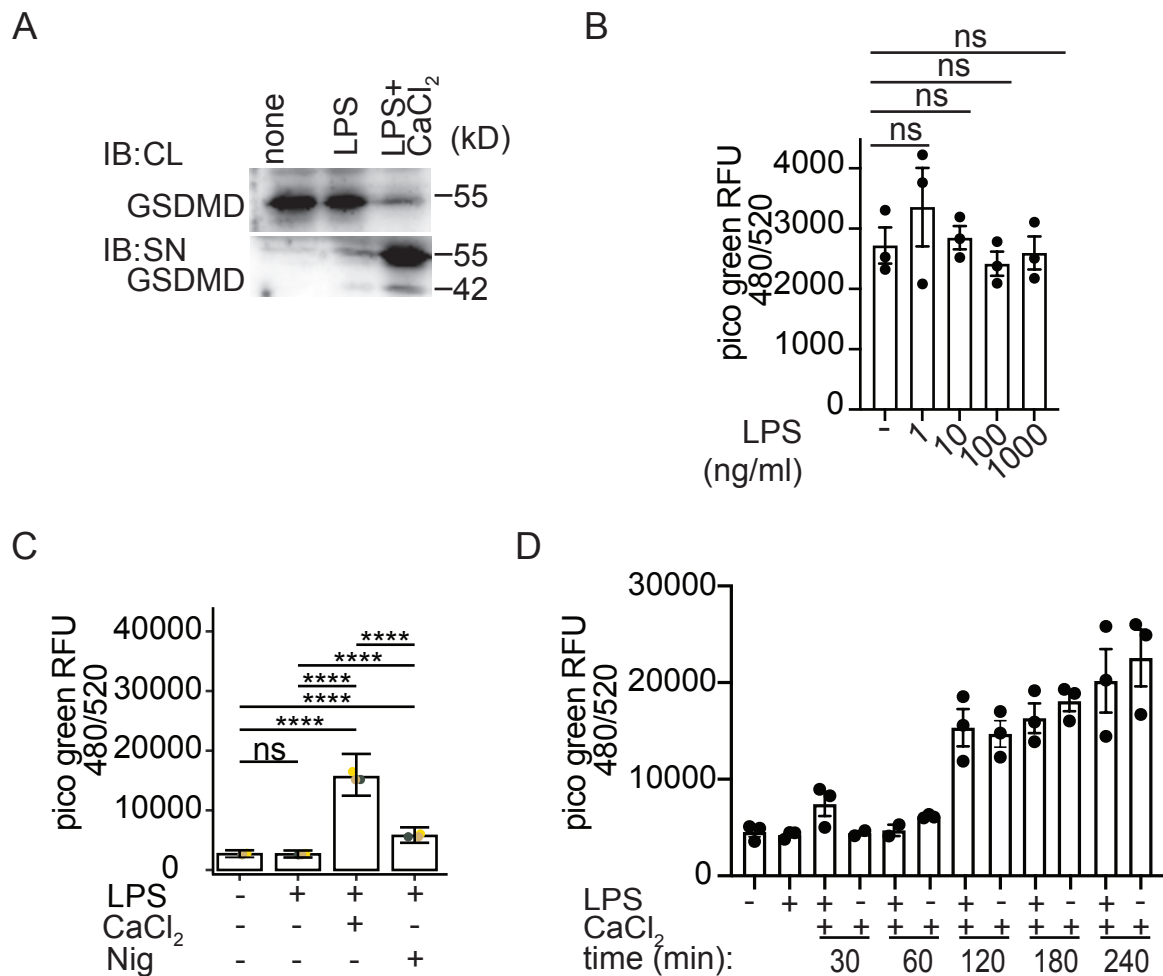 A
none
LPS
LPS+
CaCl2
(kD)
IB:CL
GSDMD
55
IB:SN
55
GSDMD
42
B
ns
ns
ns
ns
pico green RFU
480/520
4000
3000
2000
1000
0
LPS
(ng/ml)
- 1 10 100 1000
C
pico green RFU
480/520
40000
30000
20000
10000
0
****
****
****
****
****
ns
LPS - + + +
CaCl2 - - + -
Nig - - - +
D
pico green RFU
480/520
30000
20000
10000
0
LPS - + + - + - + - + - + -
CaCl2 + + + + + + + + + +
time (min): 30 60 120 180 240